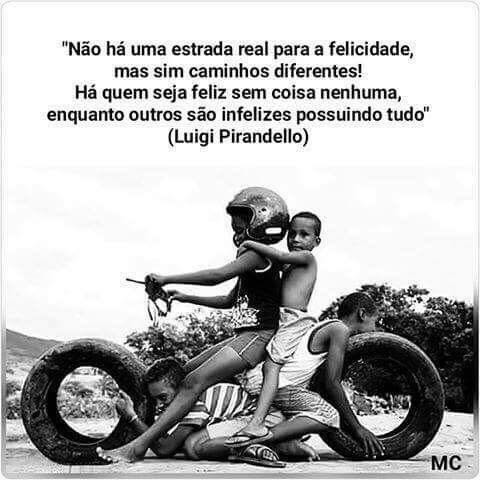 "Não há uma estrada real para a felicidade,
mas sim caminhos diferentes!
Há quem seja feliz sem coisa nenhuma,
enquanto outros são infelizes possuindo tudo"
(Luigi Pirandello)
MC